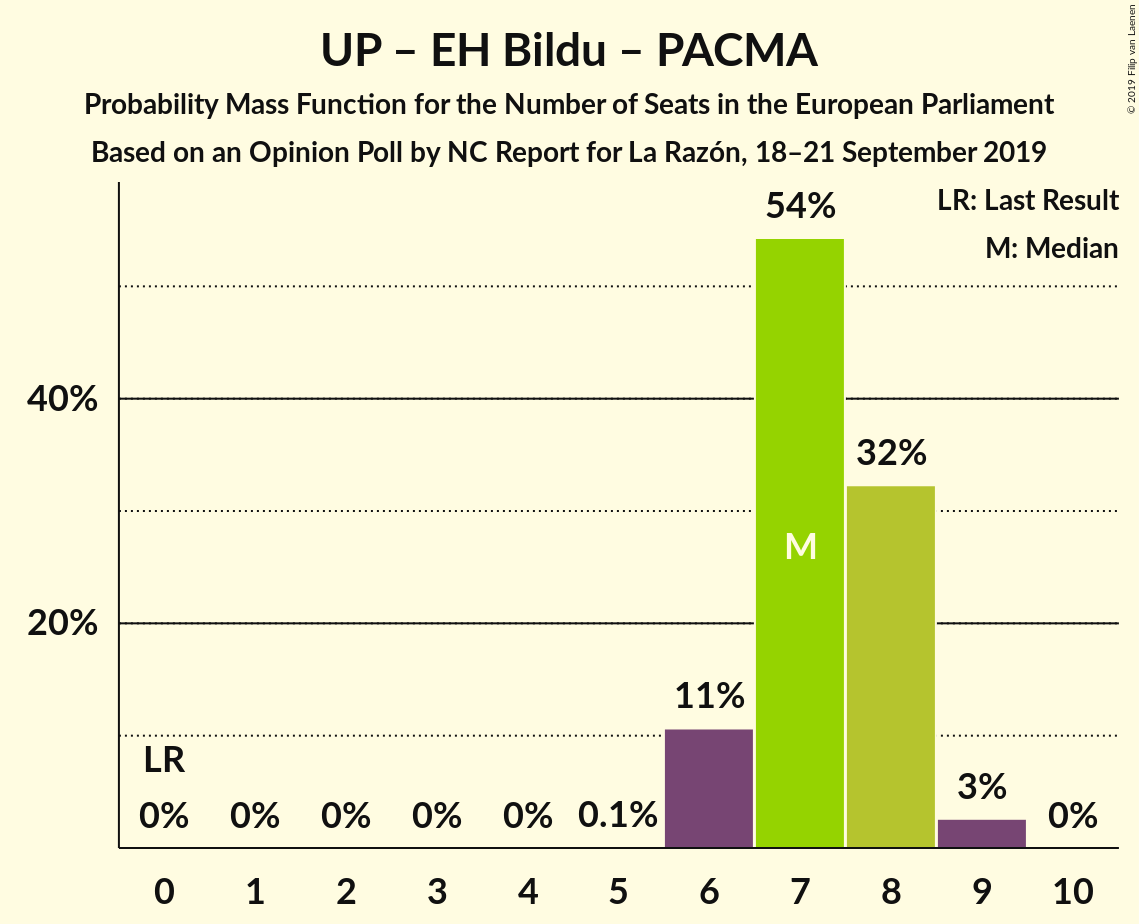 UP – EH Bildu – PACMA
Probability Mass Function for the Number of Seats in the European Parliament
Based on an Opinion Poll by NC Report for La Razón, 18–21 September 2019
© 2019 Filip van Laenen
LR: Last Result
M: Median
54%
40%
32%
M
20%
11%
LR
3%
0% 0% 0% 0% 0% 0.1% 0%
0 1 2 3 4 5 6 7 8 9 10